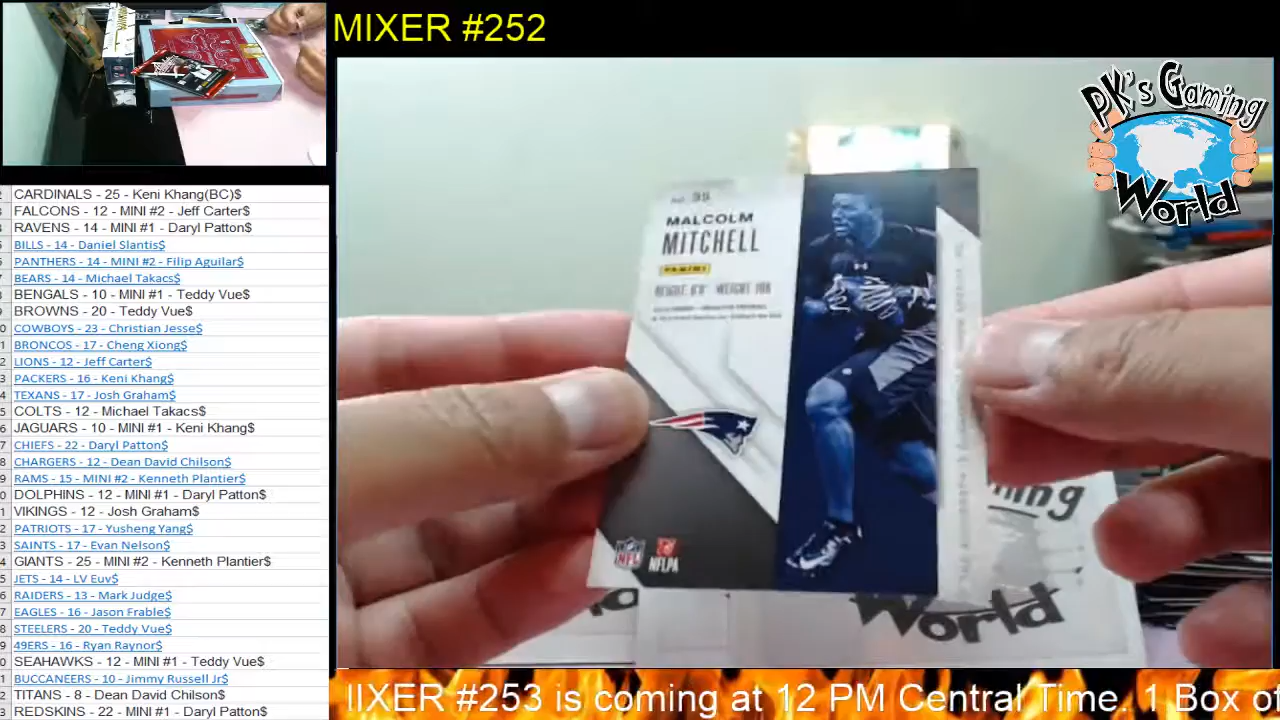 MIXER #252
PK's Gaming
World
CARDINALS - 25 - Keni Khang(BC)$
FALCONS - 12 - MINI #2 - Jeff Carter$
RAVENS - 14 - MINI #1 - Daryl Patton$
BILLS - 14 - Daniel Slantis$
PANTHERS - 14 - MINI #2 - Filip Aguilar$
BEARS - 14 - Michael Takacs$
BENGALS - 10 - MINI #1 - Teddy Vue$
BROWNS - 20 - Teddy Vue$
COWBOYS - 23 - Christian Jesse$
BRONCOS - 17 - Cheng Xiong$
LIONS - 12 - Jeff Carter$
PACKERS - 16 - Keni Khang$
TEXANS - 17 - Josh Graham$
COLTS - 12 - Michael Takacs$
JAGUARS - 10 - MINI #1 - Keni Khang$
CHIEFS - 22 - Daryl Patton$
CHARGERS - 12 - Dean David Chilson$
RAMS - 15 - MINI #2 - Kenneth Plantier$
DOLPHINS - 12 - MINI #1 - Daryl Patton$
VIKINGS - 12 - Josh Graham$
PATRIOTS - 17 - Yusheng Yang$
SAINTS - 17 - Evan Nelson$
GIANTS - 25 - MINI #2 - Kenneth Plantier$
JETS - 14 - LV Euv$
RAIDERS - 13 - Mark Judge$
EAGLES - 16 - Jason Frable$
STEELERS - 20 - Teddy Vue$
49ERS - 16 - Ryan Raynor$
SEAHAWKS - 12 - MINI #1 - Teddy Vue$
BUCCANEERS - 10 - Jimmy Russell Jr$
TITANS - 8 - Dean David Chilson$
REDSKINS - 22 - MINI #1 - Daryl Patton$
MALCOLM
MITCHELL
PANINI
HEIGHT 6'0" WEIGHT 198
NFL
NFLPA
ming
World
IIXER #253 is coming at 12 PM Central Time. 1 Box of